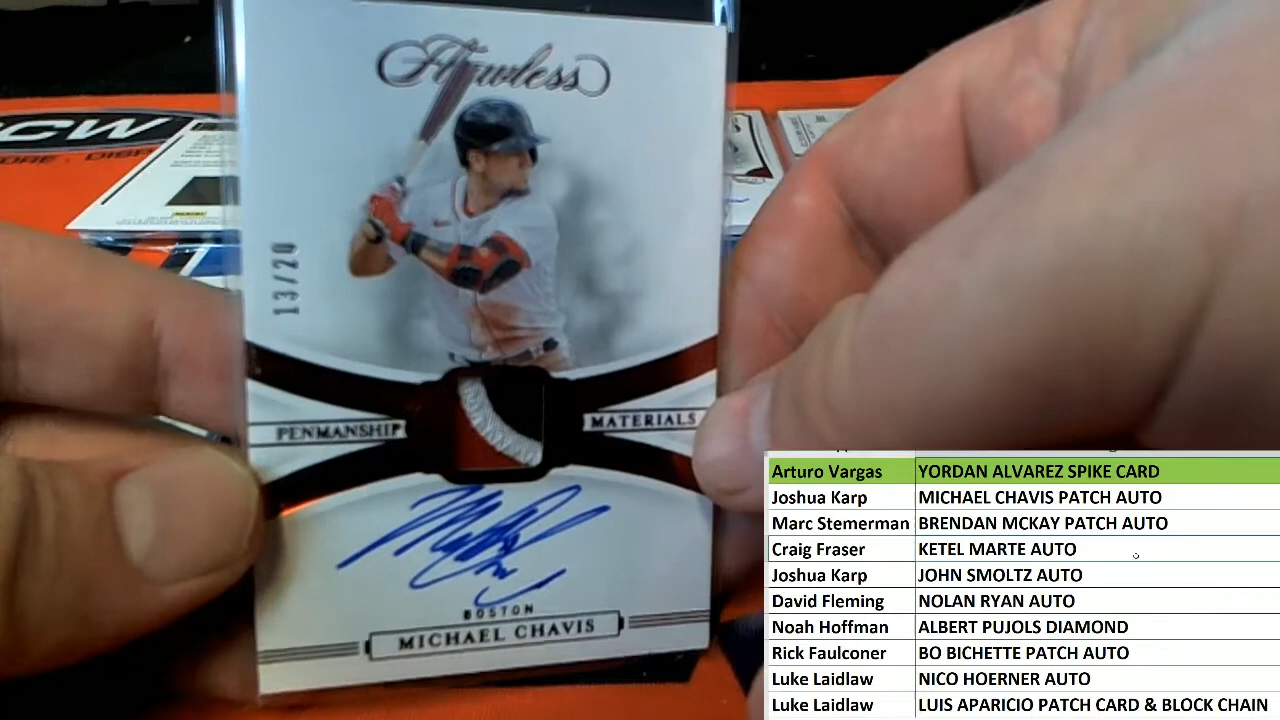 Flawless
13/20
PENMANSHIP
MATERIALS
BOSTON
MICHAEL CHAVIS
CW
ORE DISP
PANINI
Arturo Vargas YORDAN ALVAREZ SPIKE CARD
Joshua Karp MICHAEL CHAVIS PATCH AUTO
Marc Stemerman BRENDAN MCKAY PATCH AUTO
Craig Fraser KETEL MARTE AUTO
Joshua Karp JOHN SMOLTZ AUTO
David Fleming NOLAN RYAN AUTO
Noah Hoffman ALBERT PUJOLS DIAMOND
Rick Faulconer BO BICHETTE PATCH AUTO
Luke Laidlaw NICO HOERNER AUTO
Luke Laidlaw LUIS APARICIO PATCH CARD & BLOCK CHAIN